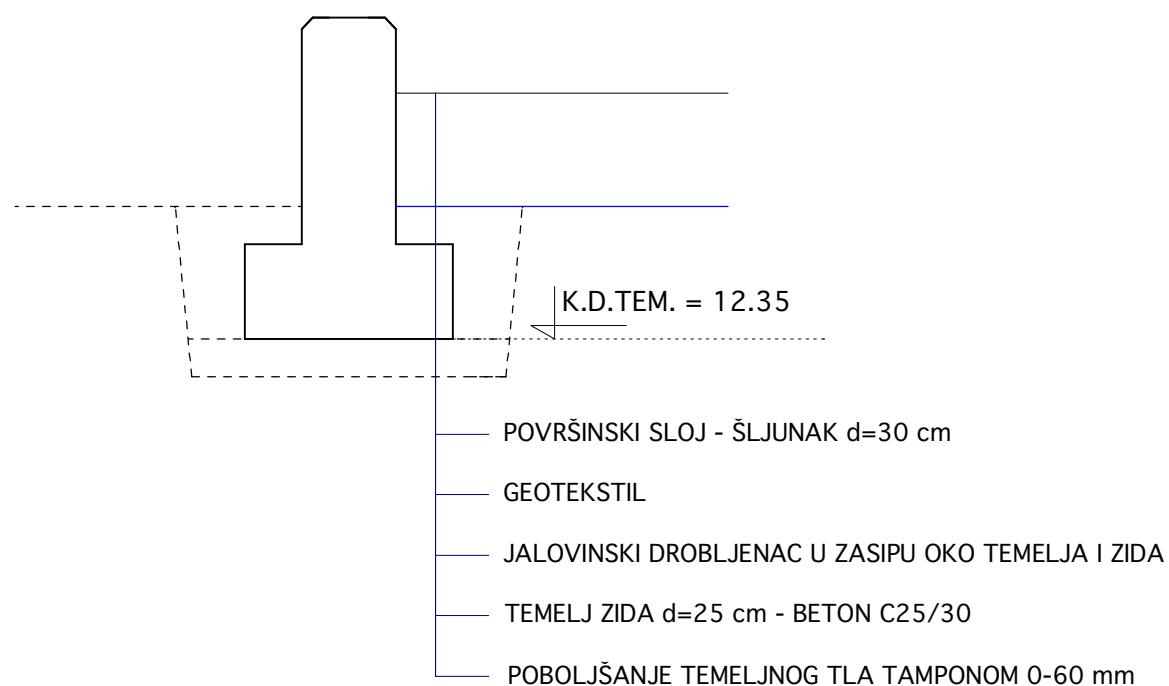 K.D.TEM. = 12.35
POVRŠINSKI SLOJ - ŠLJUNAK d=30 cm
GEOTEKSTIL
JALOVINSKI DROBLJENAC U ZASIPU OKO TEMELJA I ZIDA
TEMELJ ZIDA d=25 cm - BETON C25/30
POBOLJŠANJE TEMELJNOG TLA TAMPONOM 0-60 mm